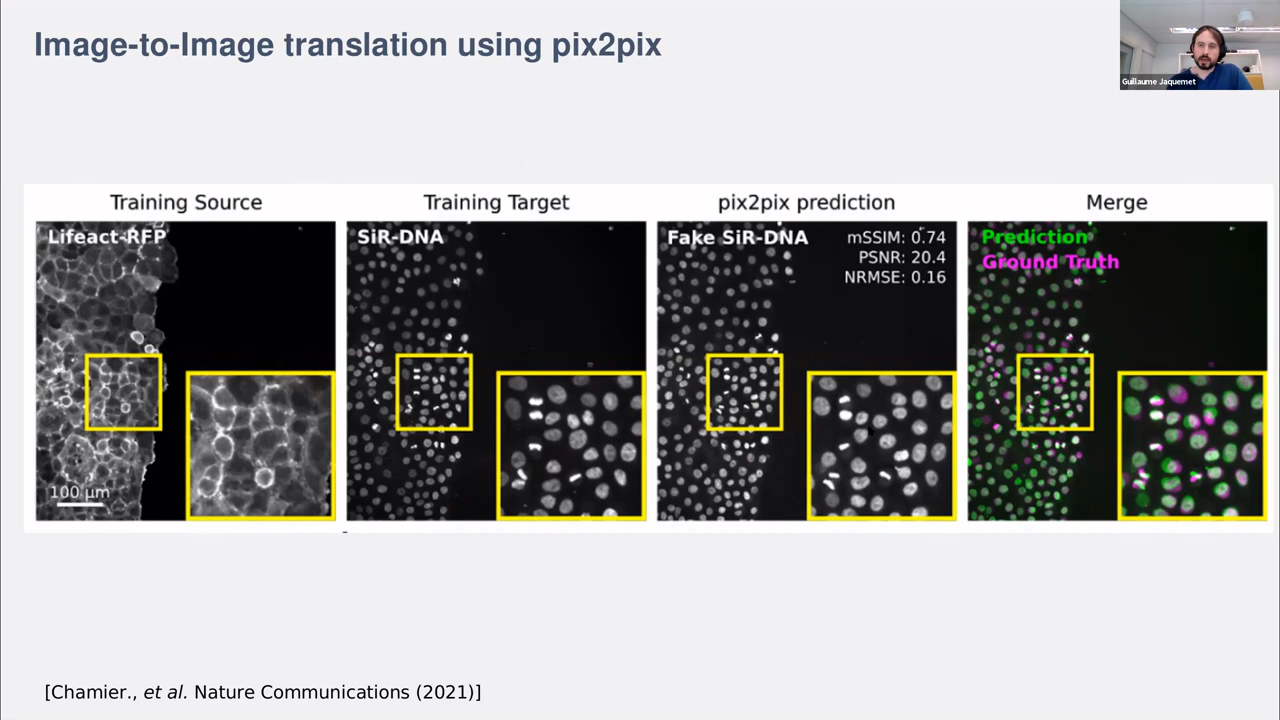 Image-to-Image translation using pix2pix
Guillaume Jaquemet
Training Source
Training Target
pix2pix prediction
Merge
Lifeact-RFP
SiR-DNA
Fake SiR-DNA
mSSIM: 0.74
PSNR: 20.4
NRMSE: 0.16
Prediction
Ground Truth
100 µm
[Chamier., et al. Nature Communications (2021)]